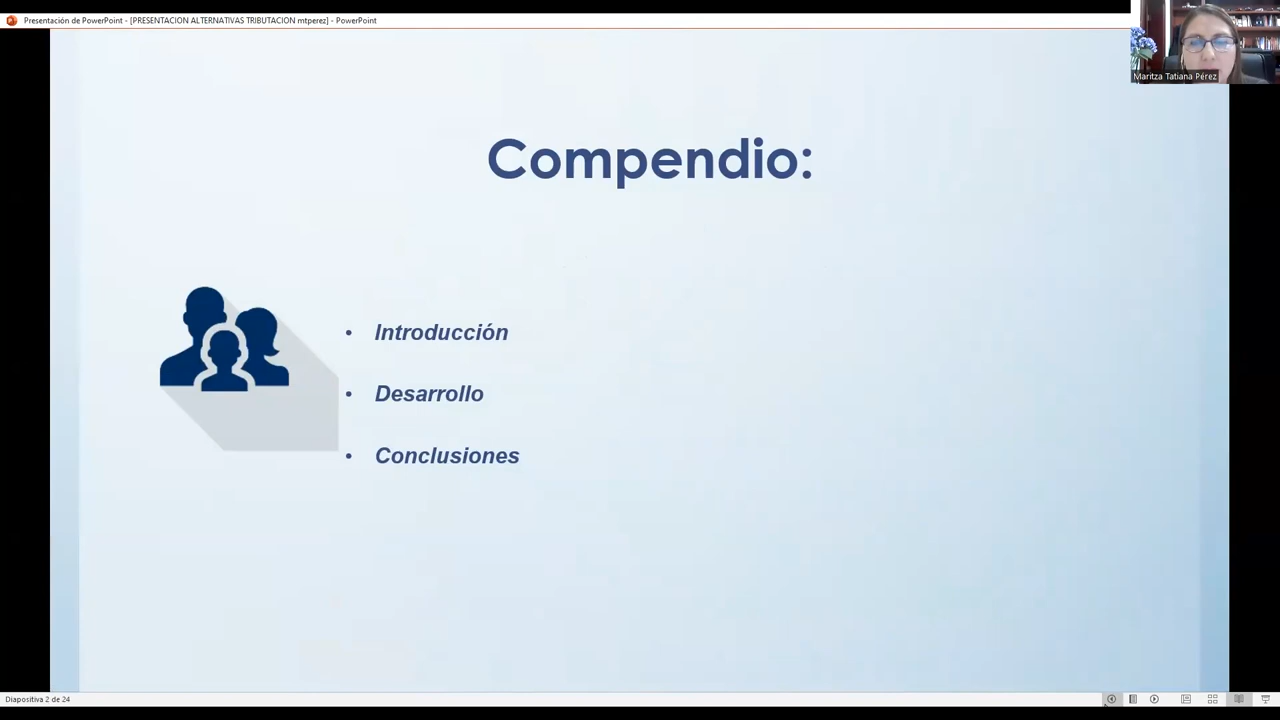 Presentación de PowerPoint - [PRESENTACION ALTERNATIVAS TRIBUTACION mtperez] - PowerPoint
Maritza Tatiana Pérez
Compendio:
• Introducción
• Desarrollo
• Conclusiones
Diapositiva 2 de 24